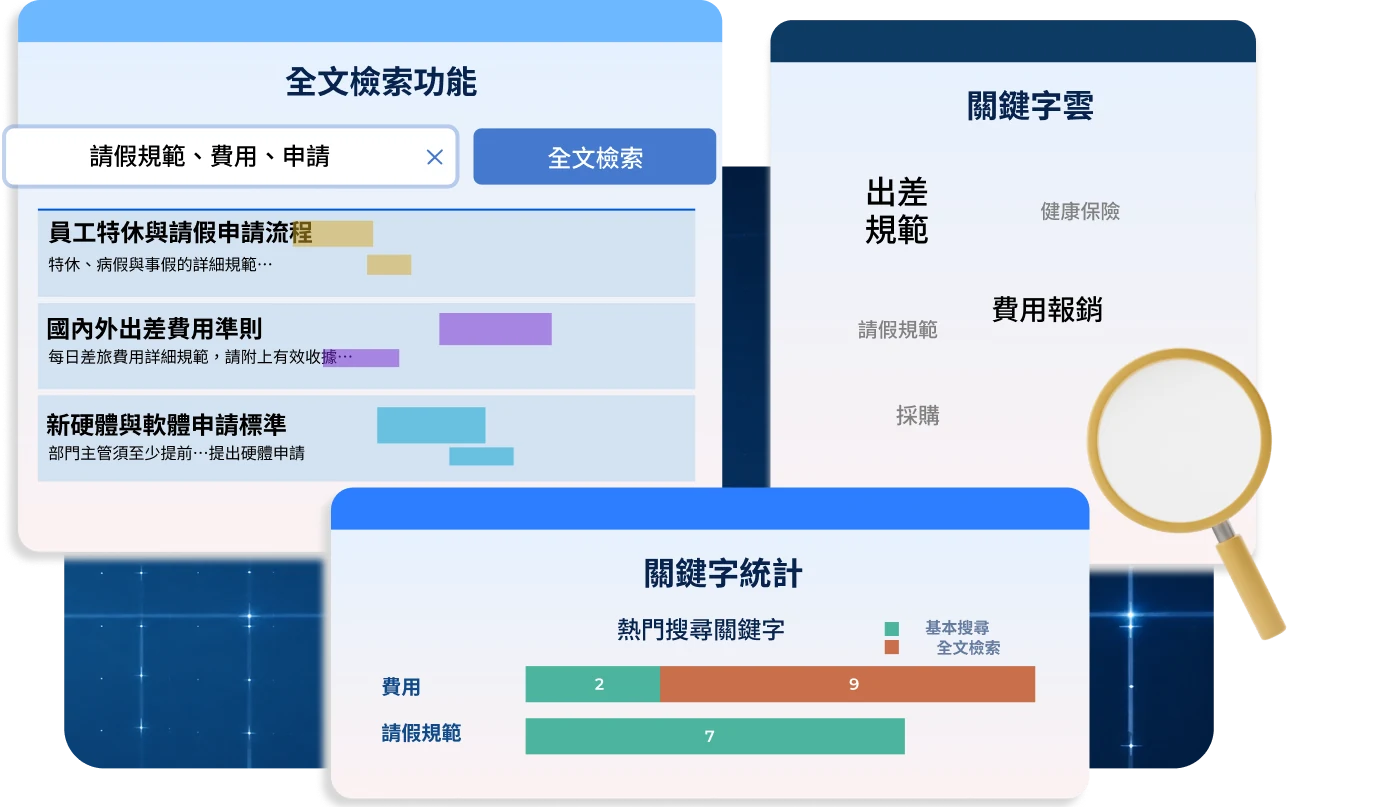 全文檢索功能
請假規範、費用、申請
全文檢索
員工特休與請假申請流程
特休、病假與事假的詳細規範…
國內外出差費用準則
每日差旅費用詳細規範，請附上有效收據…
新硬體與軟體申請標準
部門主管須至少提前…提出硬體申請
關鍵字雲
出差
規範
健康保險
費用報銷
請假規範
採購
關鍵字統計
熱門搜尋關鍵字
基本搜尋
全文檢索
費用
2
9
請假規範
7